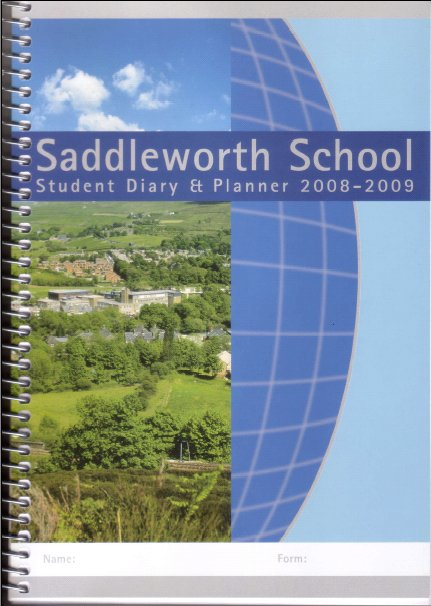 Saddleworth School
Student Diary & Planner 2008-2009
Name: Form: